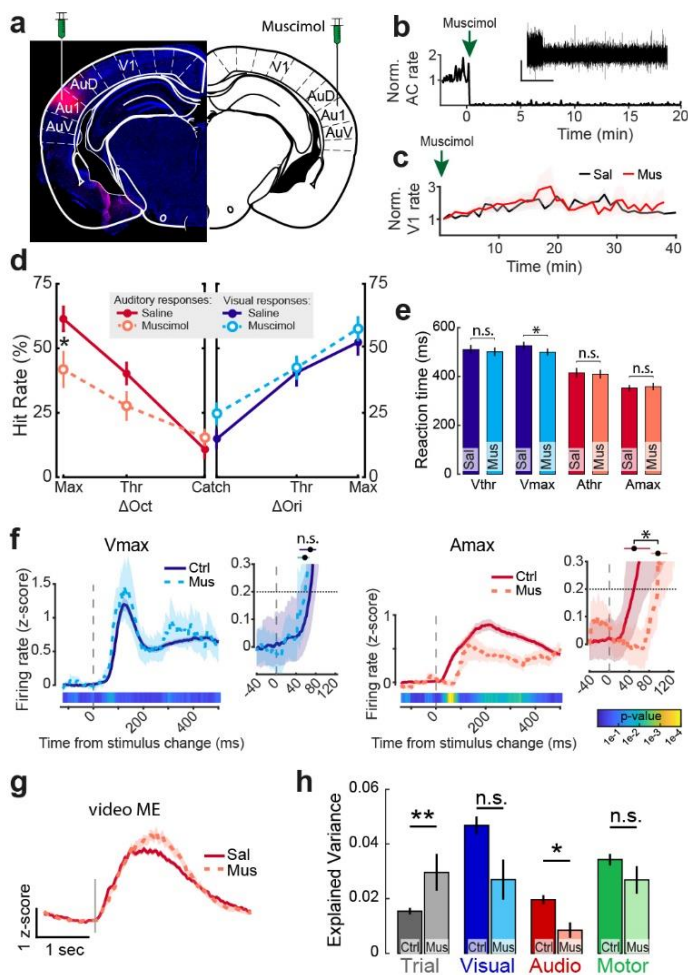 a
Muscimol
V1
AuD
Au1
AuV
AuD
Au1
AuV
b
Muscimol
Norm.
AC rate
2
1
0 5 10 15 20
Time (min)
c
Muscimol
Sal Mus
Norm.
V1 rate
3
1
10 20 30 40
Time (min)
d
Hit Rate (%)
75
50
25
0
75
50
25
0
Auditory responses: Visual responses:
Saline Saline
Muscimol Muscimol
*
Max Thr Catch Thr Max
ΔOct ΔOri
e
Reaction time (ms)
600
400
200
0
n.s. * n.s. n.s.
Sal Mus Sal Mus Sal Mus Sal Mus
Vthr Vmax Athr Amax
f
Vmax
Ctrl
Mus
Firing rate (z-score)
1.5
1
0.5
0
0 200 400
Time from stimulus change (ms)
n.s.
0.3
0.2
0.1
0
-40 0 40 80 120
Amax
Ctrl
Mus
Firing rate (z-score)
1.5
1
0.5
0
0 200 400
Time from stimulus change (ms)
*
0.3
0.2
0.1
0
-40 0 40 80 120
p-value
1e-1 1e-2 1e-3 1e-4
g
video ME
Sal
Mus
1 z-score
1 sec
h
Explained Variance
0.06
0.04
0.02
0
** n.s. * n.s.
Ctrl Mus Ctrl Mus Ctrl Mus Ctrl Mus
Trial Visual Audio Motor